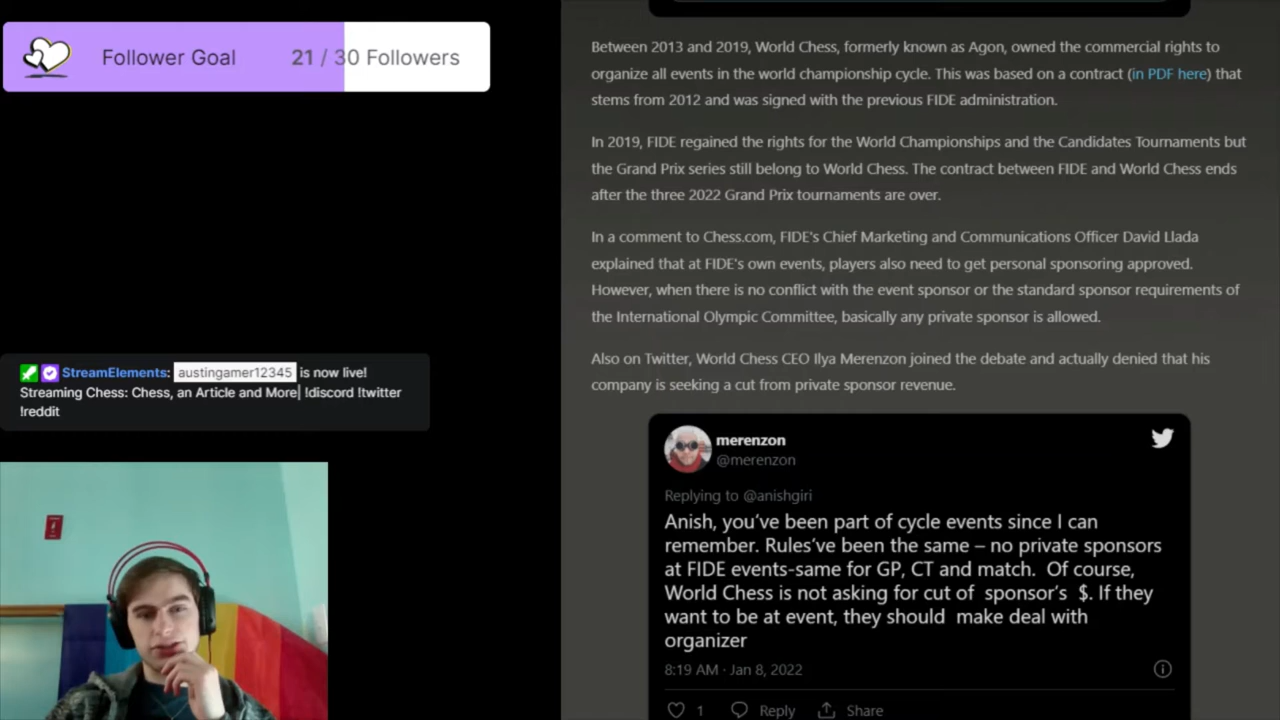 Follower Goal 21 / 30 Followers
StreamElements: austingamer12345 is now live!
Streaming Chess: Chess, an Article and More| !discord !twitter
!reddit
Between 2013 and 2019, World Chess, formerly known as Agon, owned the commercial rights to
organize all events in the world championship cycle. This was based on a contract (in PDF here) that
stems from 2012 and was signed with the previous FIDE administration.
In 2019, FIDE regained the rights for the World Championships and the Candidates Tournaments but
the Grand Prix series still belong to World Chess. The contract between FIDE and World Chess ends
after the three 2022 Grand Prix tournaments are over.
In a comment to Chess.com, FIDE's Chief Marketing and Communications Officer David Llada
explained that at FIDE's own events, players also need to get personal sponsoring approved.
However, when there is no conflict with the event sponsor or the standard sponsor requirements of
the International Olympic Committee, basically any private sponsor is allowed.
Also on Twitter, World Chess CEO Ilya Merenzon joined the debate and actually denied that his
company is seeking a cut from private sponsor revenue.
merenzon
@merenzon
Replying to @anishgiri
Anish, you've been part of cycle events since I can
remember. Rules've been the same – no private sponsors
at FIDE events-same for GP, CT and match. Of course,
World Chess is not asking for cut of sponsor's $. If they
want to be at event, they should make deal with
organizer
8:19 AM · Jan 8, 2022
1 Reply Share